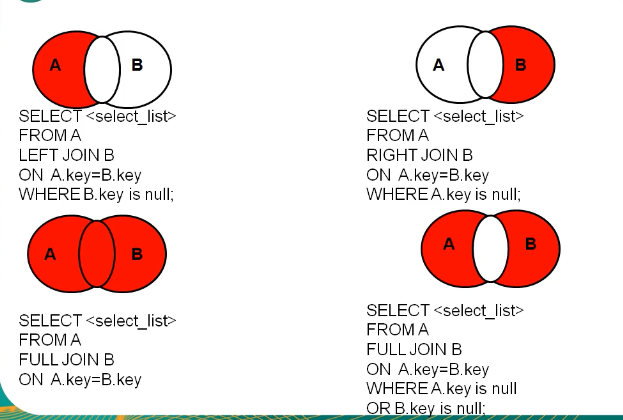 A B
SELECT <select_list>
FROM A
LEFT JOIN B
ON A.key=B.key
WHERE B.key is null;
A B
SELECT <select_list>
FROM A
RIGHT JOIN B
ON A.key=B.key
WHERE A.key is null;
A B
SELECT <select_list>
FROM A
FULL JOIN B
ON A.key=B.key
A B
SELECT <select_list>
FROM A
FULL JOIN B
ON A.key=B.key
WHERE A.key is null
OR B.key is null;